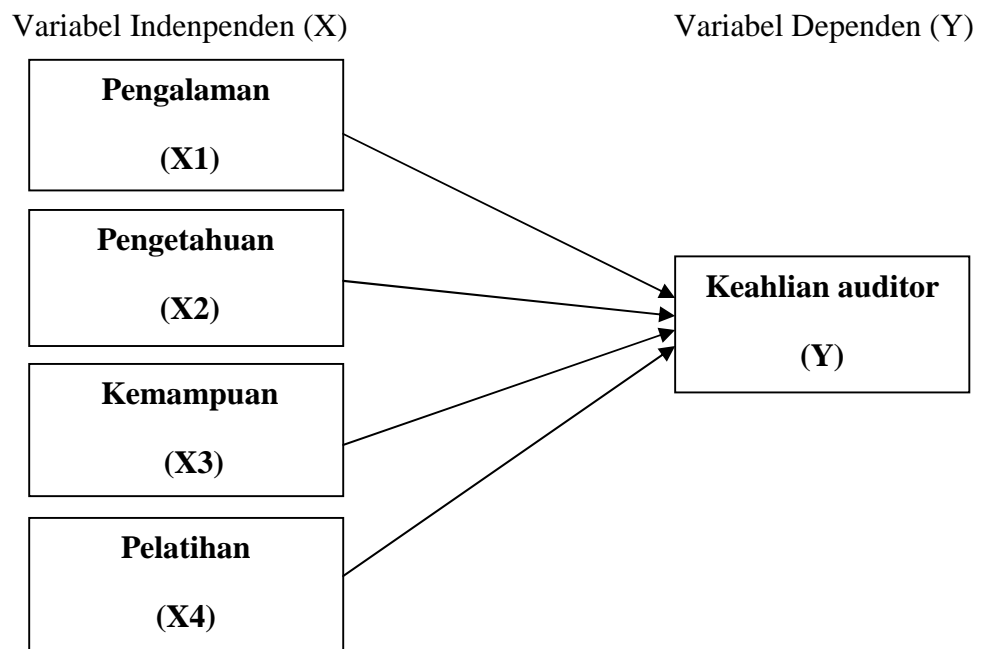 Variabel Indenpenden (X)
Variabel Dependen (Y)
Pengalaman
(X1)
Pengetahuan
(X2)
Kemampuan
(X3)
Pelatihan
(X4)
Keahlian auditor
(Y)